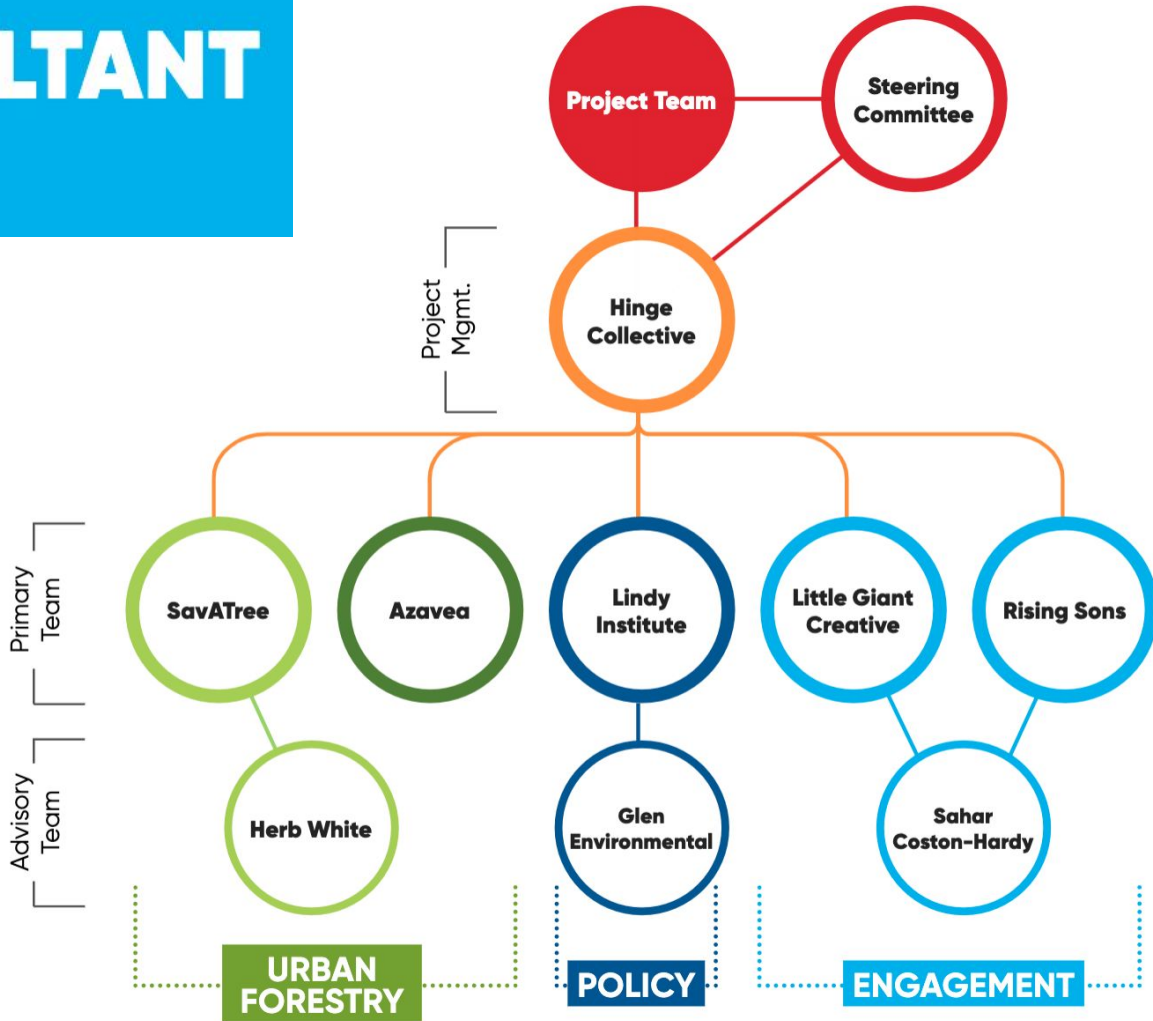 LTANT
Project Team
Steering
Committee
Project
Mgmt.
Hinge
Collective
Primary
Team
SavATree
Azavea
Lindy
Institute
Little Giant
Creative
Rising Sons
Advisory
Team
Herb White
Glen
Environmental
Sahar
Coston-Hardy
URBAN
FORESTRY
POLICY
ENGAGEMENT